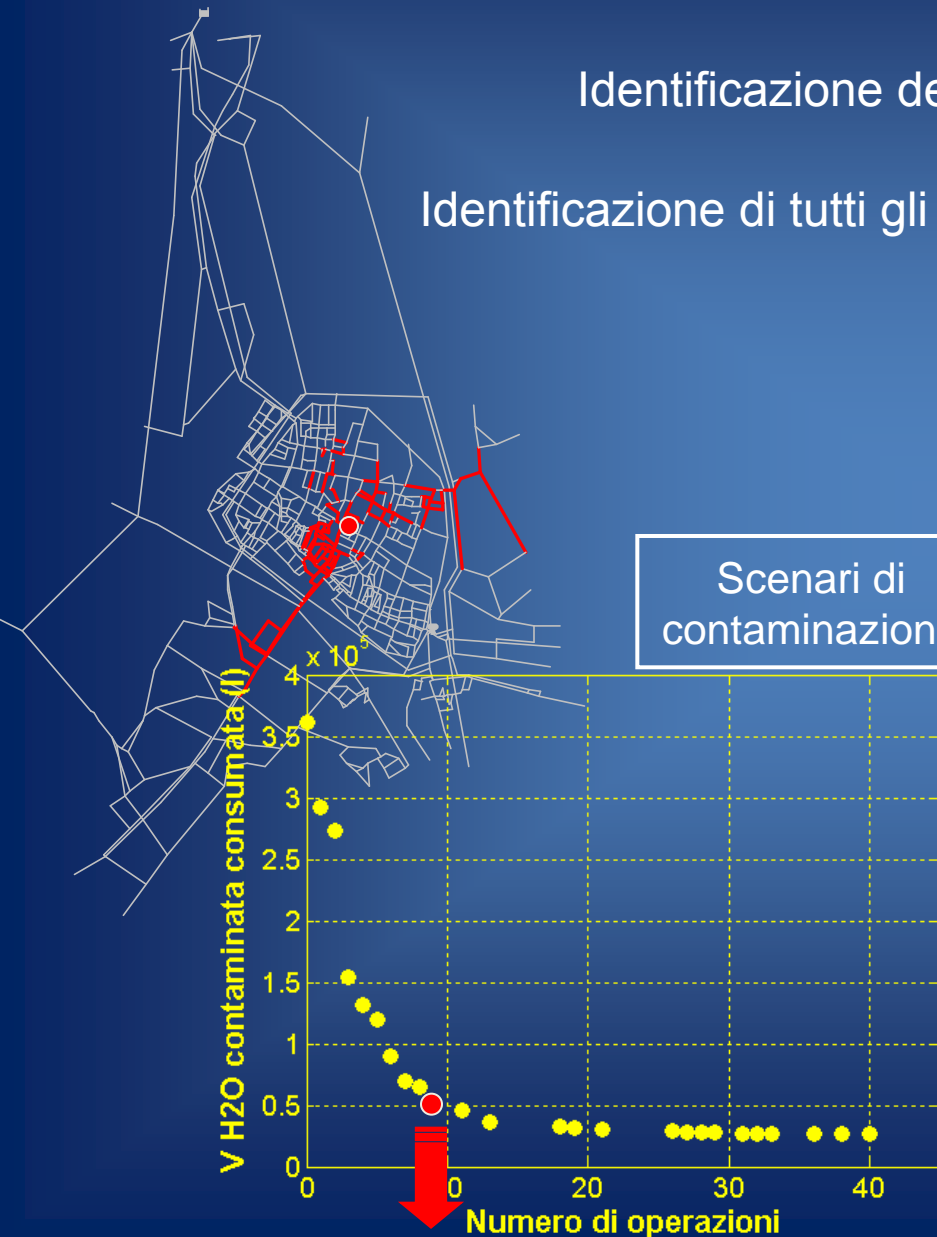 Identificazione de
Identificazione di tutti gli
Scenari di
contaminazion
x 10^5
V H2O contaminata consumata (l)
4
3.5
3
2.5
2
1.5
1
0.5
0
0 0 20 30 40
Numero di operazioni